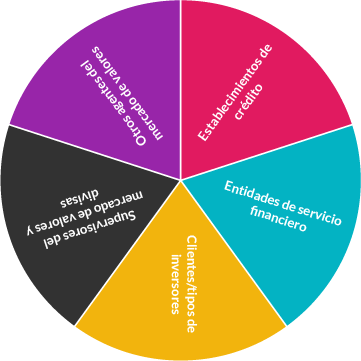 Establecimientos de
crédito
Entidades de servicio
financiero
Clientes/tipos de
inversores
Supervisores del
mercado de valores y
divisas
Otros agentes del
mercado de valores